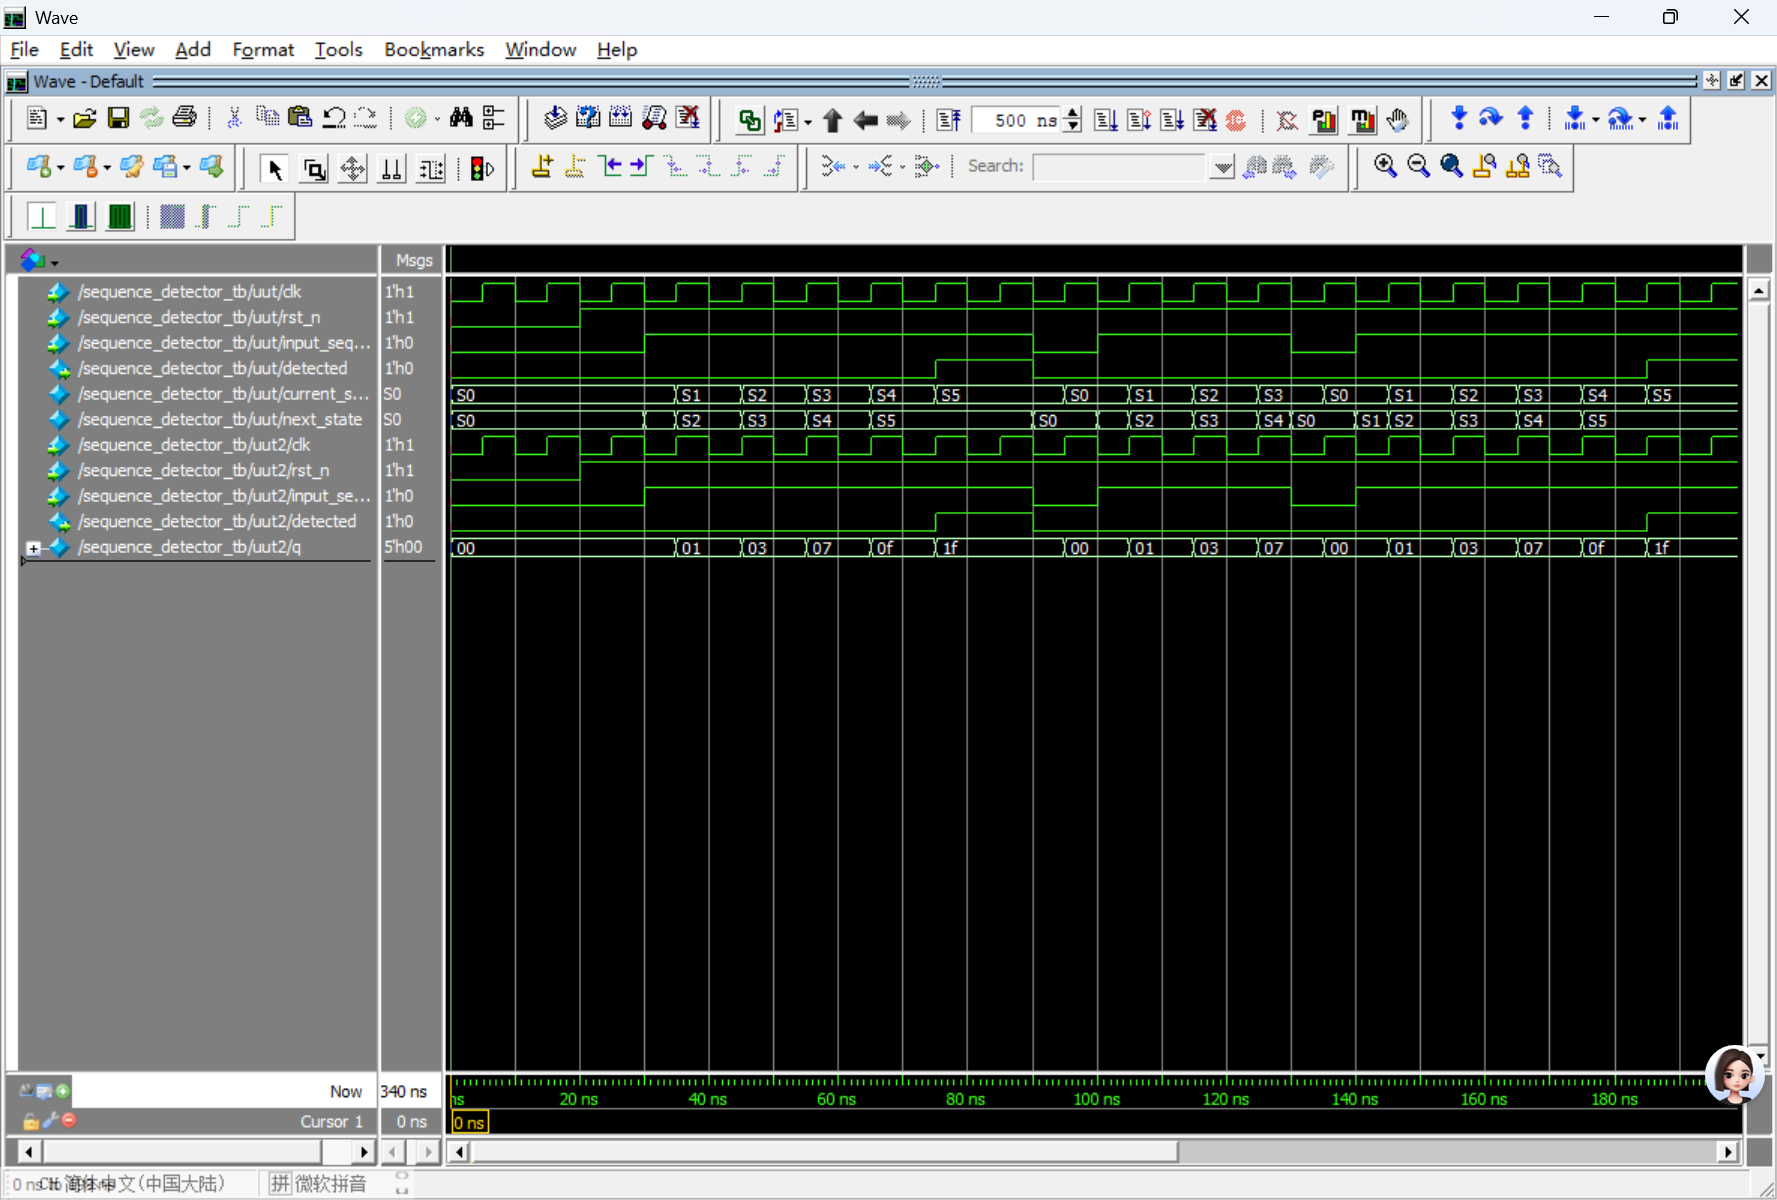 Wave
File Edit View Add Format Tools Bookmarks Window Help
Wave - Default
500 ns
Search:
Msgs
/sequence_detector_tb/uut/clk 1'h1
/sequence_detector_tb/uut/rst_n 1'h1
/sequence_detector_tb/uut/input_seq... 1'h0
/sequence_detector_tb/uut/detected 1'h0
/sequence_detector_tb/uut/current_s... S0 S0 S1 S2 S3 S4 S5 S0 S1 S2 S3 S0 S1 S2 S3 S4 S5
/sequence_detector_tb/uut/next_state S0 S0 S2 S3 S4 S5 S0 S2 S3 S4 S0 S1 S2 S3 S4 S5
/sequence_detector_tb/uut2/clk 1'h1
/sequence_detector_tb/uut2/rst_n 1'h1
/sequence_detector_tb/uut2/input_se... 1'h0
/sequence_detector_tb/uut2/detected 1'h0
/sequence_detector_tb/uut2/q 5'h00 00 01 03 07 0f 1f 00 01 03 07 00 01 03 07 0f 1f
Now 340 ns ns 20 ns 40 ns 60 ns 80 ns 100 ns 120 ns 140 ns 160 ns 180 ns
Cursor 1 0 ns 0 ns
0 ns CH 简体中文(中国大陆) 拼 微软拼音